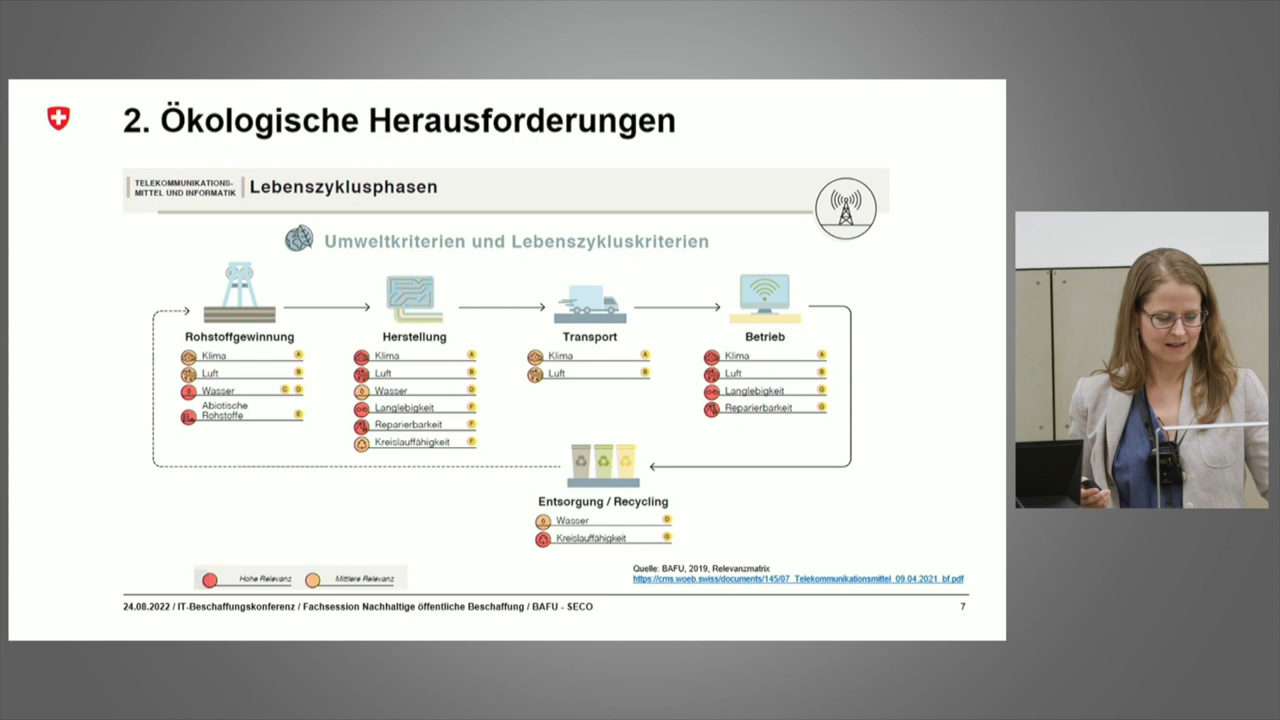 2. Ökologische Herausforderungen
TELEKOMMUNIKATIONS-
MITTEL UND INFORMATIK
Lebenszyklusphasen
Umweltkriterien und Lebenszykluskriterien
Rohstoffgewinnung
Klima A
Luft B
Wasser C D
Abiotische
Rohstoffe E
Herstellung
Klima A
Luft B
Wasser D
Langlebigkeit F
Reparierbarkeit F
Kreislauffähigkeit F
Transport
Klima A
Luft B
Betrieb
Klima A
Luft B
Langlebigkeit G
Reparierbarkeit G
Entsorgung / Recycling
Wasser D
Kreislauffähigkeit G
Hohe Relevanz
Mittlere Relevanz
Quelle: BAFU, 2019, Relevanzmatrix
https://cms.woeb.swiss/documents/145/07_Telekommunikationsmittel_09.04.2021_bf.pdf
24.08.2022 / IT-Beschaffungskonferenz / Fachsession Nachhaltige öffentliche Beschaffung / BAFU - SECO
7